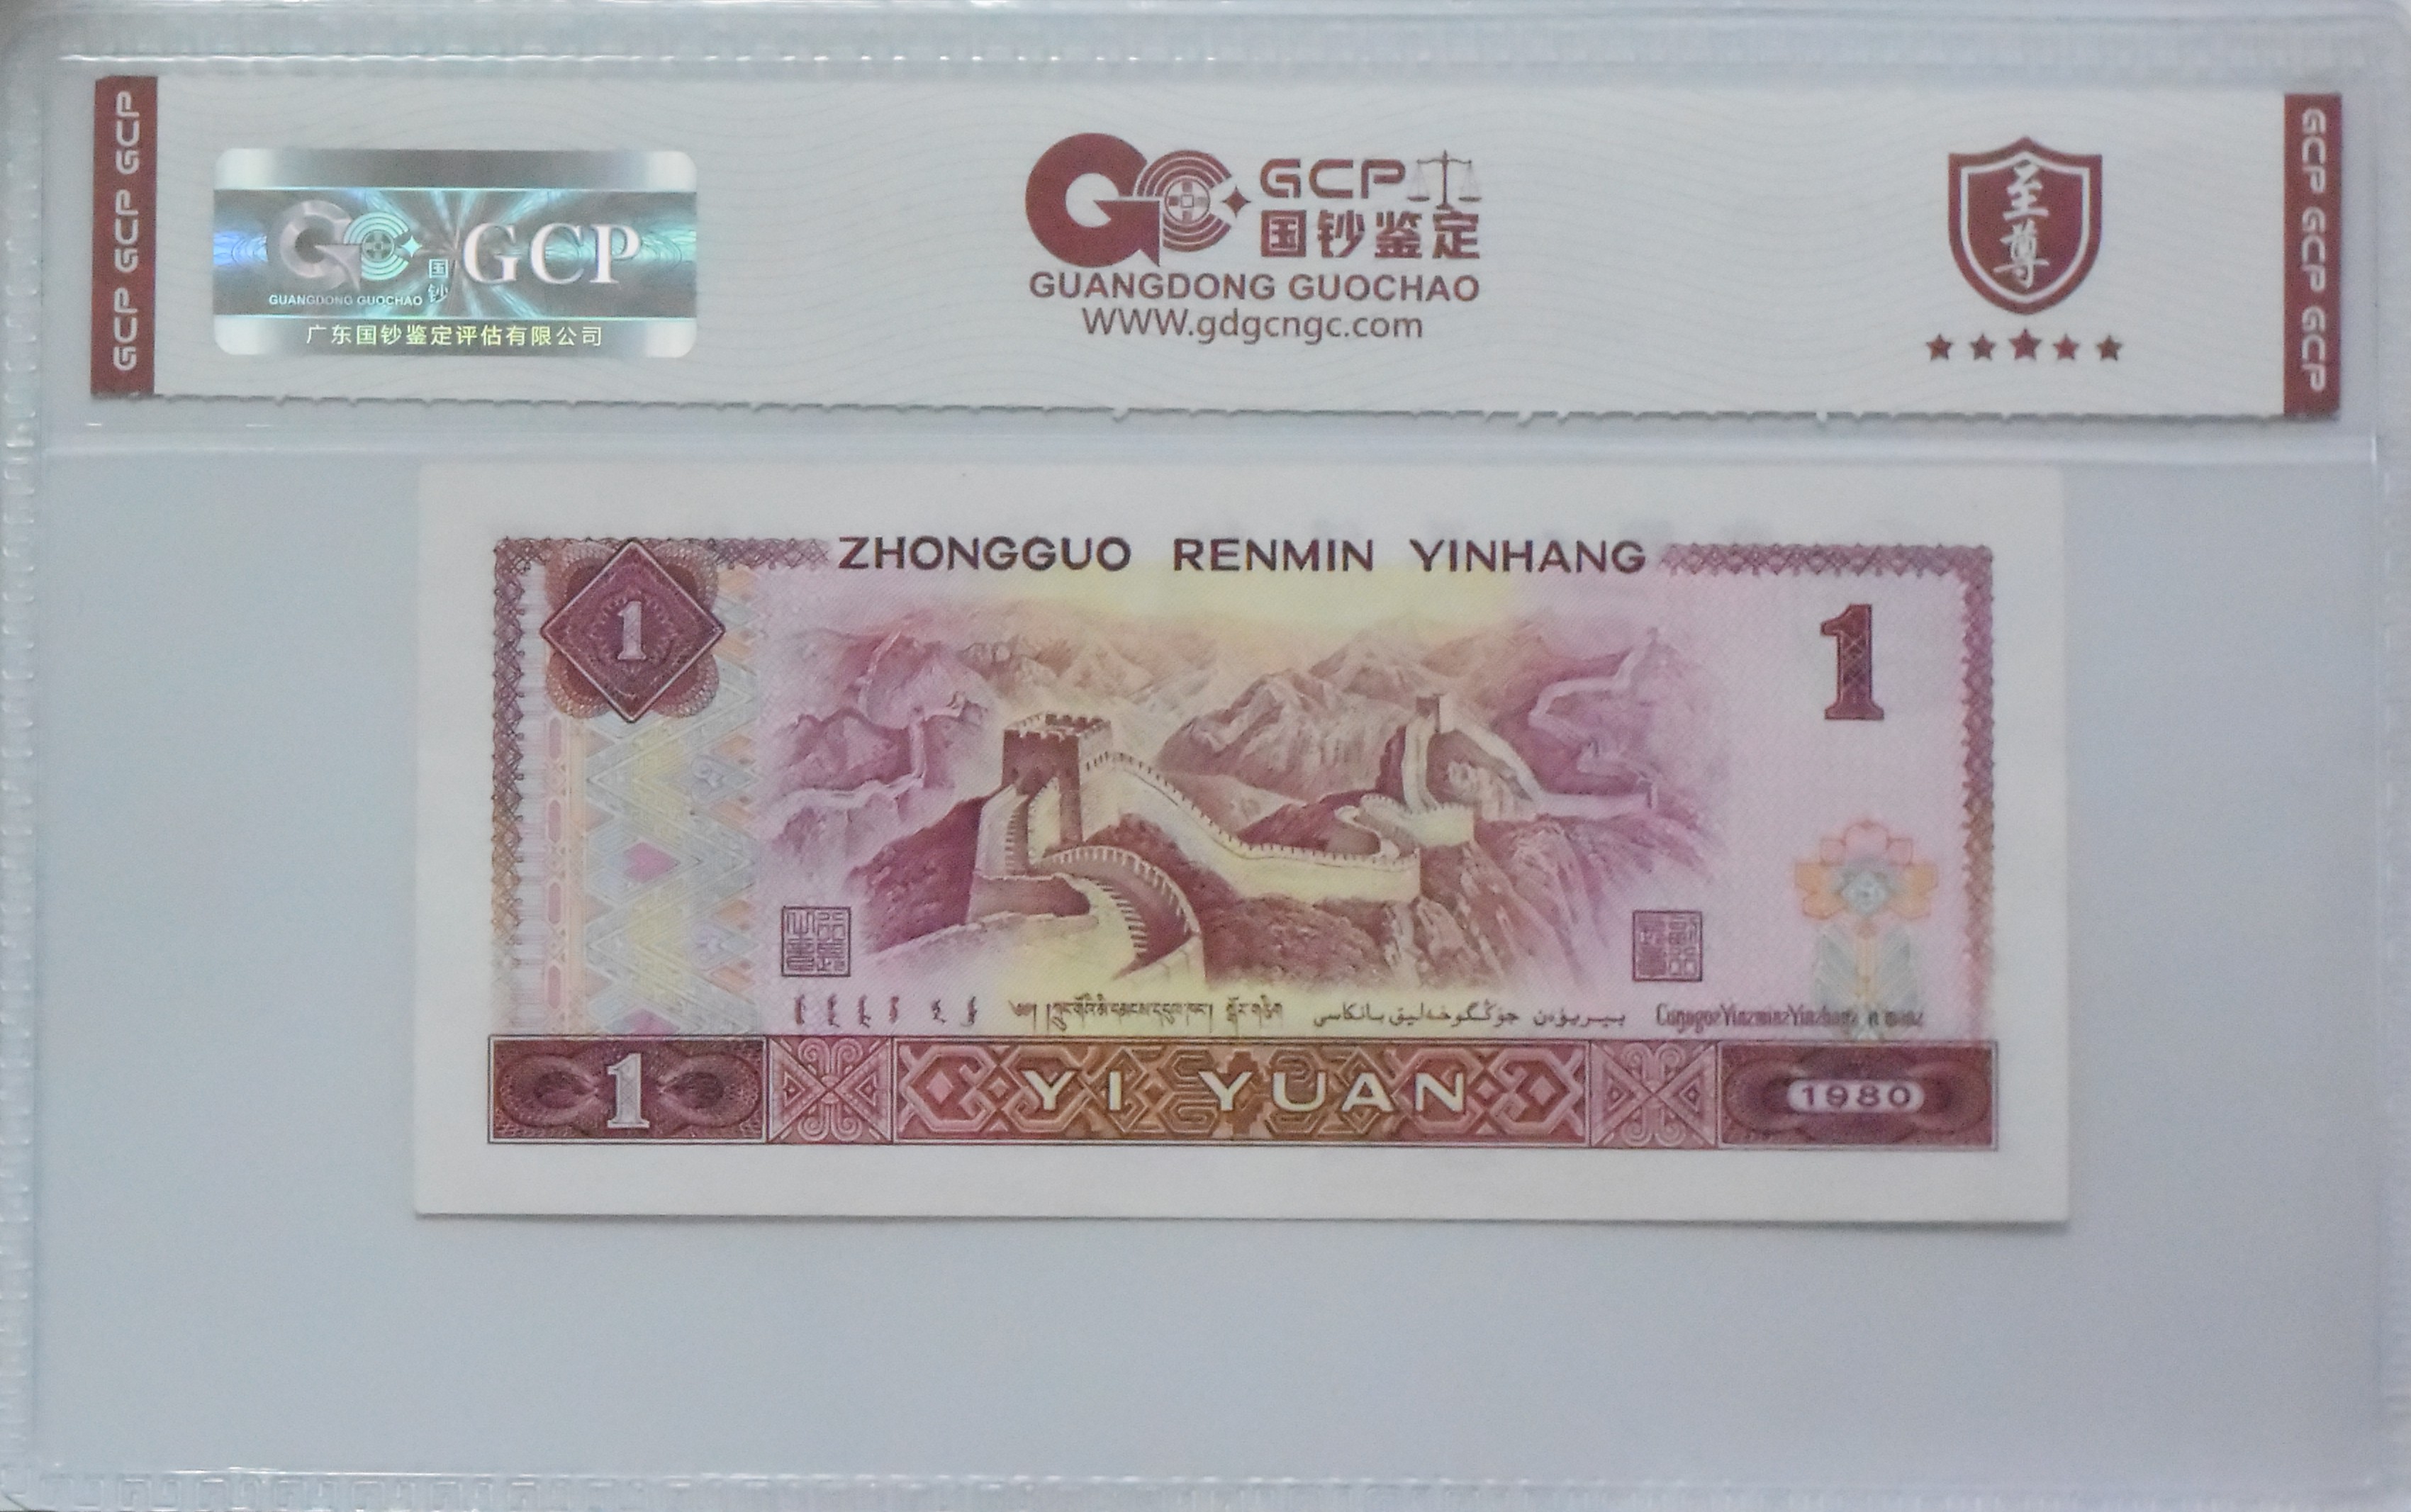 GCP GCP GCP
GCP
国钞
GUANGDONG GUOCHAO
广东国钞鉴定评估有限公司
GCP
国钞鉴定
GUANGDONG GUOCHAO
WWW.gdgcngc.com
至尊
GCP GCP GCP
ZHONGGUO RENMIN YINHANG
1
1
YI YUAN
1
1980